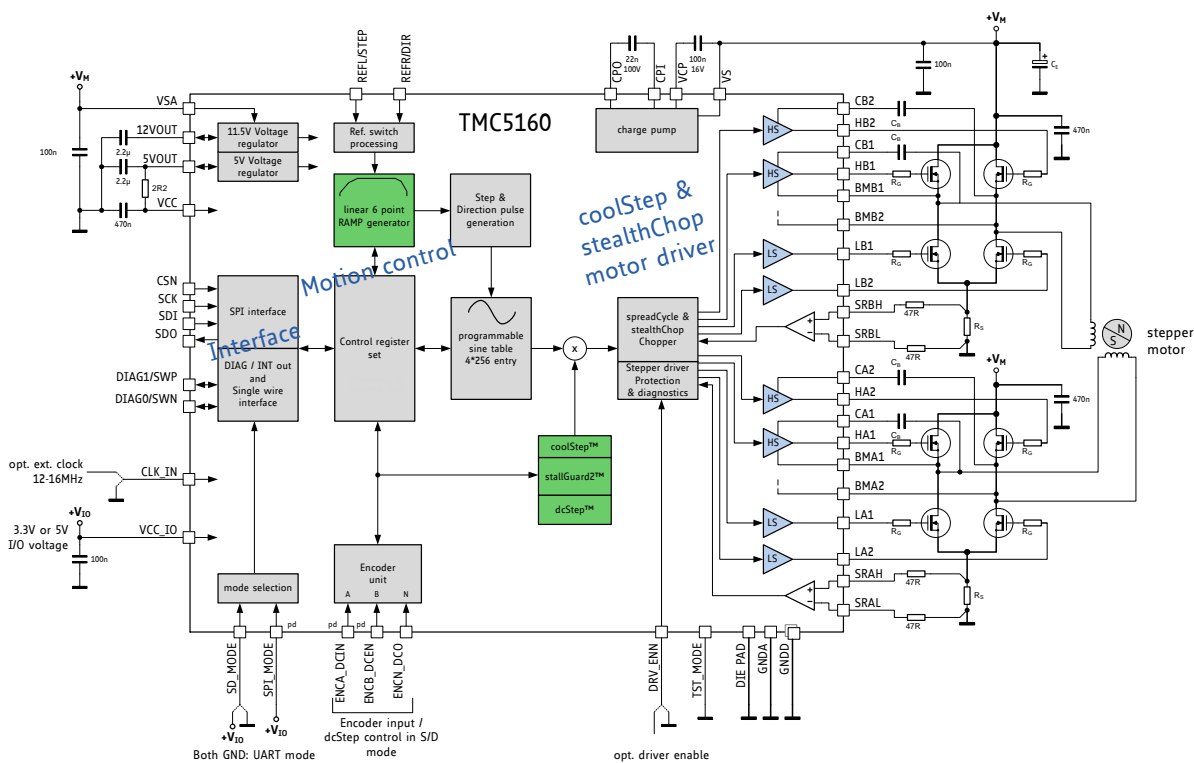 +VM
VSA
12VOUT
5VOUT
VCC
100n
2.2µ
2.2µ
2R2
470n
11.5V Voltage
regulator
5V Voltage
regulator
REFL/STEP
REFR/DIR
Ref. switch
processing
TMC5160
linear 6 point
RAMP generator
Step &
Direction pulse
generation
CPO
22n
100V
CPI
VCP
100n
16V
VS
charge pump
+VM
100n
CE
470n
coolStep &
stealthChop
motor driver
Motion control
Interface
CSN
SCK
SDI
SDO
DIAG1/SWP
DIAG0/SWN
SPI interface
DIAG / INT out
and
Single wire
interface
Control register
set
programmable
sine table
4*256 entry
x
spreadCycle &
stealthChop
Chopper
Stepper driver
Protection
& diagnostics
coolStep™
stallGuard2™
dcStep™
HS
HS
LS
LS
+
-
HS
HS
LS
LS
+
-
CB2
CB
HB2
CB
CB1
HB1
RG
RG
BMB1
BMB2
LB1
RG
RG
LB2
SRBH
47R
RS
SRBL
47R
N
S
stepper
motor
+VM
470n
CA2
CB
HA2
CA1
CB
HA1
RG
RG
BMA1
BMA2
LA1
RG
RG
LA2
SRAH
47R
RS
SRAL
47R
opt. ext. clock
12-16MHz
CLK_IN
+VIO
3.3V or 5V
I/O voltage
VCC_IO
100n
mode selection
Encoder
unit
A B N
pd
pd
pd
SD_MODE
SPI_MODE
ENCA_DCIN
ENCB_DCEN
ENCN_DCO
DRV_ENN
TST_MODE
DIE_PAD
GNDA
GNDD
+VIO
+VIO
Both GND: UART mode
Encoder input /
dcStep control in S/D
mode
opt. driver enable